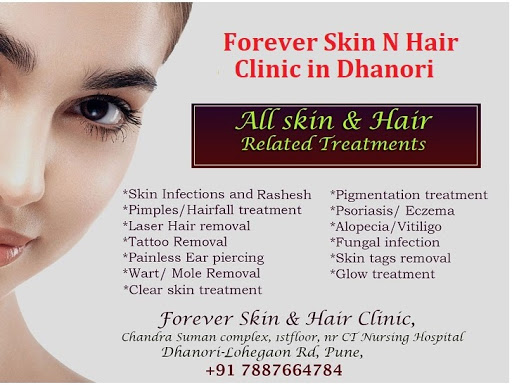 Forever Skin N Hair
Clinic in Dhanori
All skin & Hair
Related Treatments
*Skin Infections and Rashesh
*Pimples/Hairfall treatment
*Laser Hair removal
*Tattoo Removal
*Painless Ear piercing
*Wart/ Mole Removal
*Clear skin treatment
*Pigmentation treatment
*Psoriasis/ Eczema
*Alopecia/Vitiligo
*Fungal infection
*Skin tags removal
*Glow treatment
Forever Skin & Hair Clinic,
Chandra Suman complex, 1stfloor, nr CT Nursing Hospital
Dhanori-Lohegaon Rd, Pune,
+91 7887664784